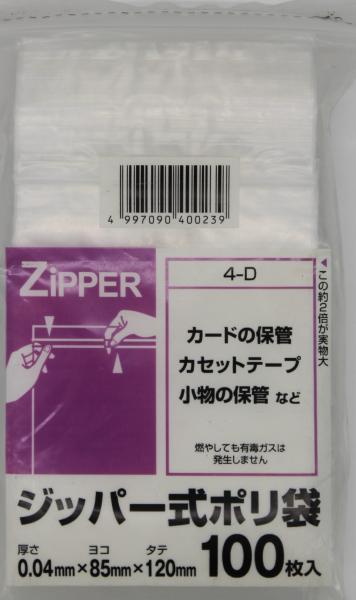 4 997090 400239
ZiPPER
4-D
カードの保管
カセットテープ
小物の保管 など
燃やしても有毒ガスは
発生しません
◀この約2倍が実物大
ジッパー式ポリ袋
厚さ ヨコ タテ
0.04mm×85mm×120mm 100枚入